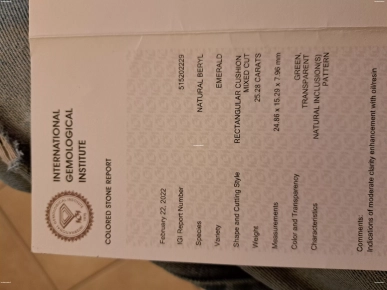 INTERNATIONAL
GEMOLOGICAL
INSTITUTE
COLORED STONE REPORT
February 22, 2022
IGI Report Number 515202229
Species NATURAL BERYL
Variety EMERALD
Shape and Cutting Style RECTANGULAR CUSHION
MIXED CUT
Weight 25.28 CARATS
Measurements 24.86 x 15.29 x 7.96 mm
Color and Transparency GREEN,
TRANSPARENT
Characteristics NATURAL INCLUSION(S)
PATTERN
Comments:
Indications of moderate clarity enhancement with oil/resin